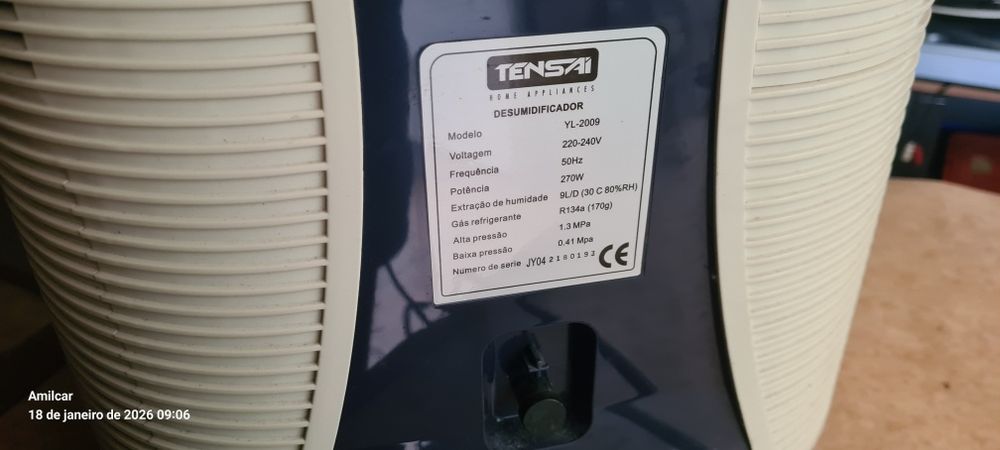 TENSAI
HOME APPLIANCES
DESUMIDIFICADOR
Modelo YL-2009
Voltagem 220-240V
Frequência 50Hz
Potência 270W
Extração de humidade 9L/D (30 C 80%RH)
Gás refrigerante R134a (170g)
Alta pressão 1.3 MPa
Baixa pressão 0.41 Mpa
Numero de serie JY04 2180193 CE
Amilcar
18 de janeiro de 2026 09:06